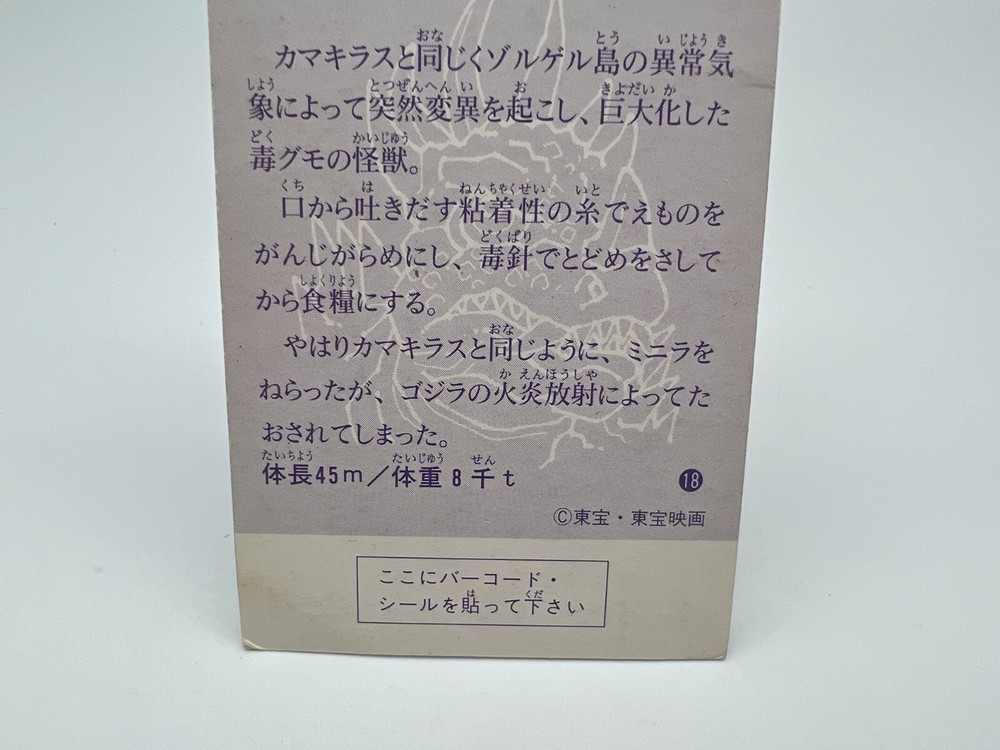 カマキラスと同じくゾルゲル島の異常気
象によって突然変異を起こし、巨大化した
毒グモの怪獣。
口から吐きだす粘着性の糸でえものを
がんじがらめにし、毒針でとどめをさして
から食糧にする。
やはりカマキラスと同じように、ミニラを
ねらったが、ゴジラの火炎放射によってた
おされてしまった。
体長45m／体重8千t
18
©東宝・東宝映画
ここにバーコード・
シールを貼って下さい